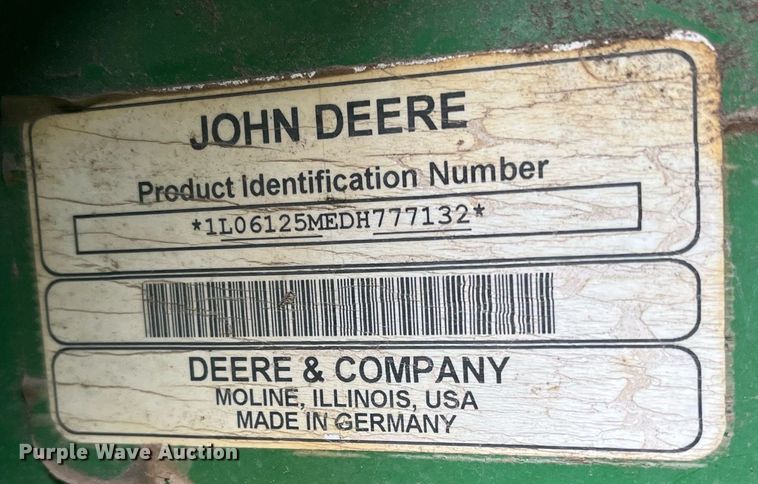 JOHN DEERE
Product Identification Number
*1L06125MEDH777132*
DEERE & COMPANY
MOLINE, ILLINOIS, USA
MADE IN GERMANY
Purple Wave Auction